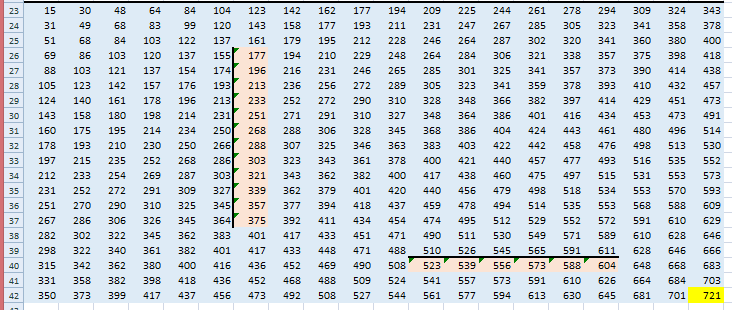 23 15 30 48 64 84 104 123 142 162 177 194 209 225 244 261 278 294 309 324 343
24 31 49 68 83 99 120 143 158 177 193 211 231 247 267 285 305 323 341 358 378
25 51 68 84 103 122 137 161 179 195 212 228 246 264 287 302 320 341 360 380 400
26 69 86 103 120 137 155 177 194 210 229 248 264 284 306 321 338 357 375 398 418
27 88 103 121 137 154 174 196 216 231 246 265 285 301 325 341 357 373 390 414 438
28 105 123 142 157 176 193 213 236 256 272 289 305 323 341 359 378 393 410 432 457
29 124 140 161 178 196 213 233 252 272 290 310 328 348 366 382 397 414 429 451 473
30 143 158 180 198 214 231 251 271 291 310 327 348 364 386 401 416 434 453 473 491
31 160 175 195 214 234 250 268 288 306 328 345 368 386 404 424 443 461 480 496 514
32 178 193 210 230 250 266 288 307 325 346 363 383 403 422 442 458 476 498 513 530
33 197 215 235 252 268 286 303 323 343 361 378 400 421 440 457 477 493 516 535 552
34 212 233 254 269 287 303 321 343 362 382 400 417 438 460 475 497 515 531 553 573
35 231 252 272 291 309 327 339 362 379 401 420 440 456 479 498 518 534 553 570 593
36 251 270 290 310 325 345 357 377 394 418 437 459 478 494 514 535 553 568 588 609
37 267 286 306 326 345 364 375 392 411 434 454 474 495 512 529 552 572 591 610 629
38 282 302 322 345 362 383 401 417 433 451 471 490 511 530 549 571 589 610 628 646
39 298 322 340 361 382 401 417 433 448 471 488 510 526 545 565 591 611 628 646 666
40 315 342 362 380 400 416 436 452 469 490 508 523 539 556 573 588 604 648 668 683
41 331 358 382 398 418 436 452 468 488 509 524 541 557 573 591 610 626 664 684 703
42 350 373 399 417 437 456 473 492 508 527 544 561 577 594 613 630 645 681 701 721